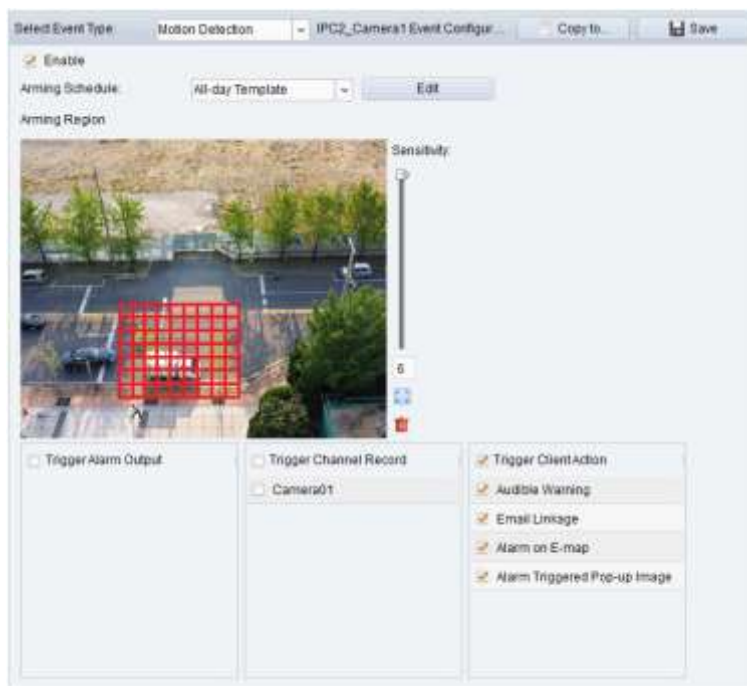 Select Event Type: Motion Detection IPC2_Camera1 Event Configur... Copy to... Save
Enable
Arming Schedule: All-day Template Edit
Arming Region
Sensitivity:
6
Trigger Alarm Output Trigger Channel Record Trigger Client Action
Camera01 Audible Warning
Email Linkage
Alarm on E-map
Alarm Triggered Pop-up Image